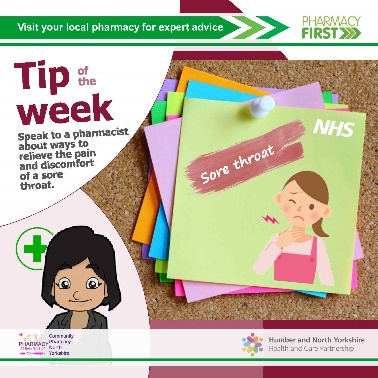 Visit your local pharmacy for expert advice
PHARMACY
FIRST
Tip of
the
week
Speak to a pharmacist
about ways to
relieve the pain
and discomfort
of a sore
throat.
NHS
Sore throat
PHARMACY
Community
Pharmacy
North
Yorkshire
Humber and North Yorkshire
Health and Care Partnership